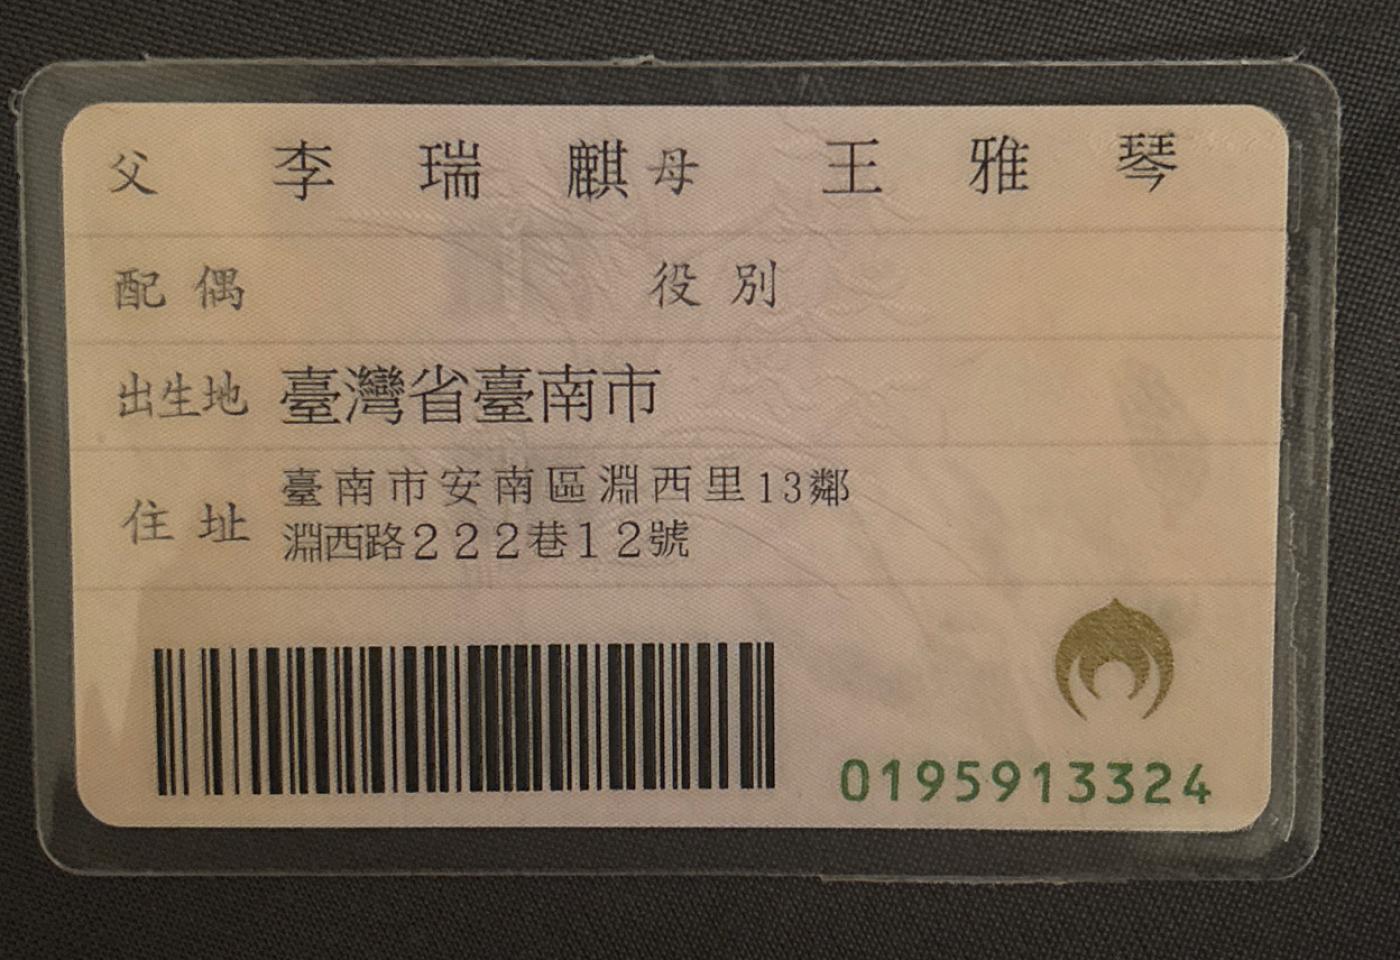 父 李瑞麒 母 王雅琴
配偶 役別
出生地 臺灣省臺南市
住址 臺南市安南區淵西里13鄰
淵西路222巷12號
0195913324